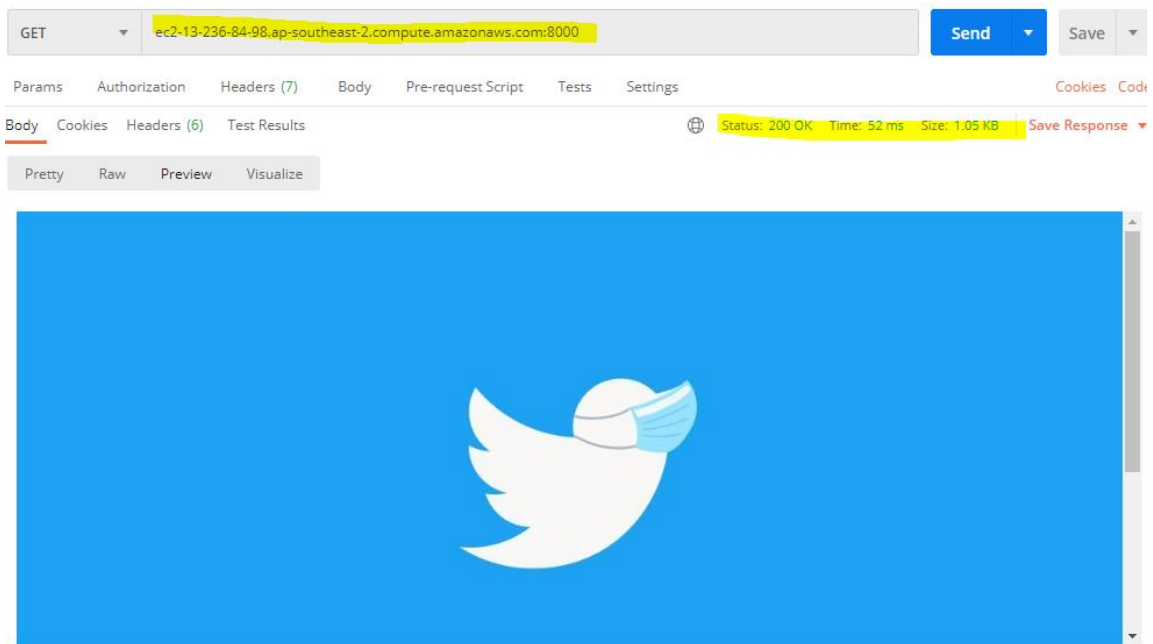 GET ec2-13-236-84-98.ap-southeast-2.compute.amazonaws.com:8000 Send Save
Params Authorization Headers (7) Body Pre-request Script Tests Settings Cookies Code
Body Cookies Headers (6) Test Results Status: 200 OK Time: 52 ms Size: 1.05 KB Save Response
Pretty Raw Preview Visualize